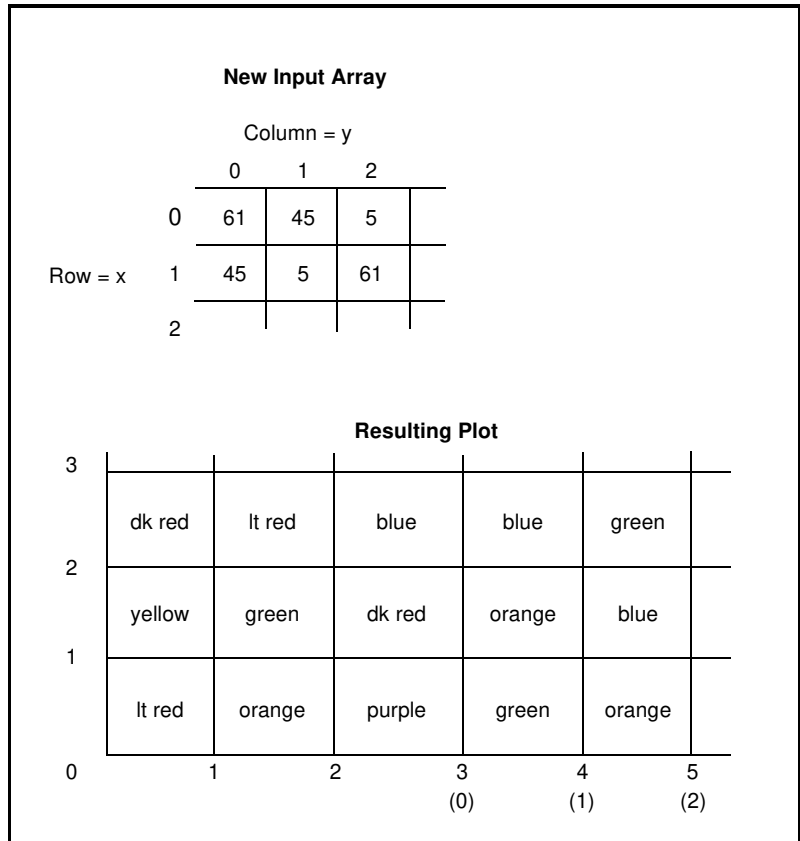 New Input Array
Column = y
0 1 2
0 61 45 5
Row = x 1 45 5 61
2
Resulting Plot
3
dk red lt red blue blue green
2
yellow green dk red orange blue
1
lt red orange purple green orange
0 1 2 3 4 5
(0) (1) (2)